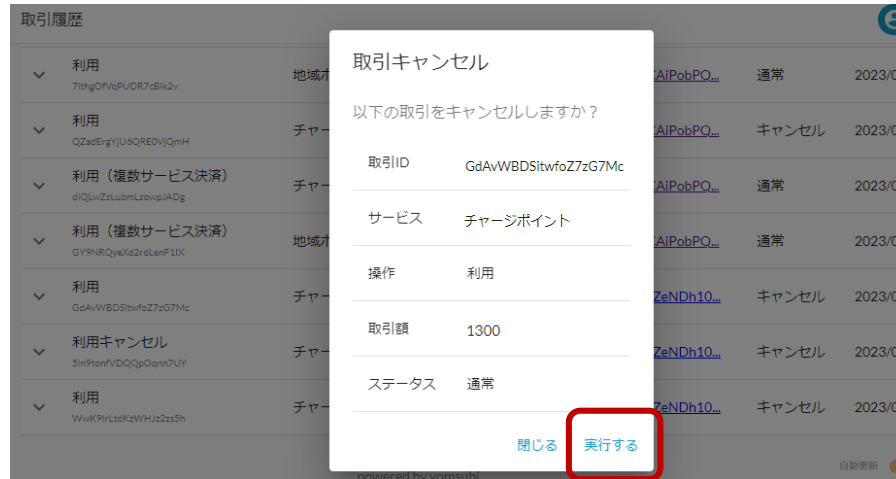 取引履歴
利用
7ithgOfVqPUDR7cBIk2v
地域ポ
AiPobPQ...
通常
2023/0
利用
QZadErgYjU6QRE0VjQmH
チャー
AiPobPQ...
キャンセル
2023/0
利用（複数サービス決済）
diQLwZzLubmLzowpJADg
チャー
AiPobPQ...
通常
2023/0
利用（複数サービス決済）
GY9NRQyeXd2rdLenF1IX
地域ポ
AiPobPQ...
通常
2023/0
利用
GdAvWBDSitwfoZ7zG7Mc
チャー
ZeNDh10...
キャンセル
2023/0
利用キャンセル
5in9tonfVDQQpOqnn7UY
チャー
ZeNDh10...
キャンセル
2023/0
利用
WwK9IrLtdKzWHJz2zs5h
チャー
ZeNDh10...
キャンセル
2023/0
取引キャンセル
以下の取引をキャンセルしますか？
取引ID GdAvWBDSitwfoZ7zG7Mc
サービス チャージポイント
操作 利用
取引額 1300
ステータス 通常
閉じる 実行する
自動更新
powered by yomsubi